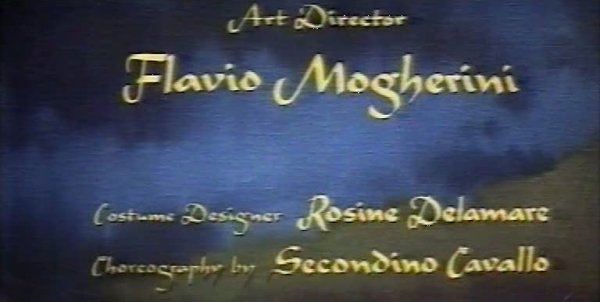 Art Director
Flavio Mogherini
Costume Designer Rosine Delamare
Choreography by Secondino Cavallo